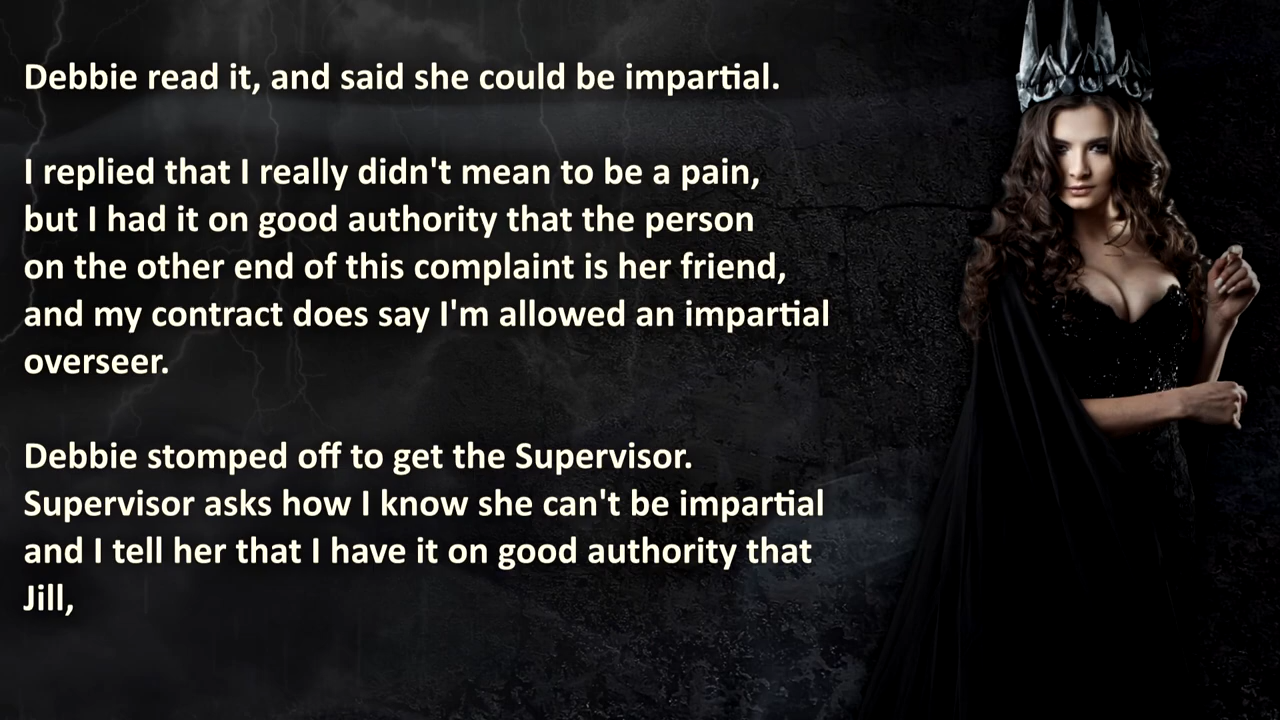 Debbie read it, and said she could be impartial.
I replied that I really didn't mean to be a pain,
but I had it on good authority that the person
on the other end of this complaint is her friend,
and my contract does say I'm allowed an impartial
overseer.
Debbie stomped off to get the Supervisor.
Supervisor asks how I know she can't be impartial
and I tell her that I have it on good authority that
Jill,